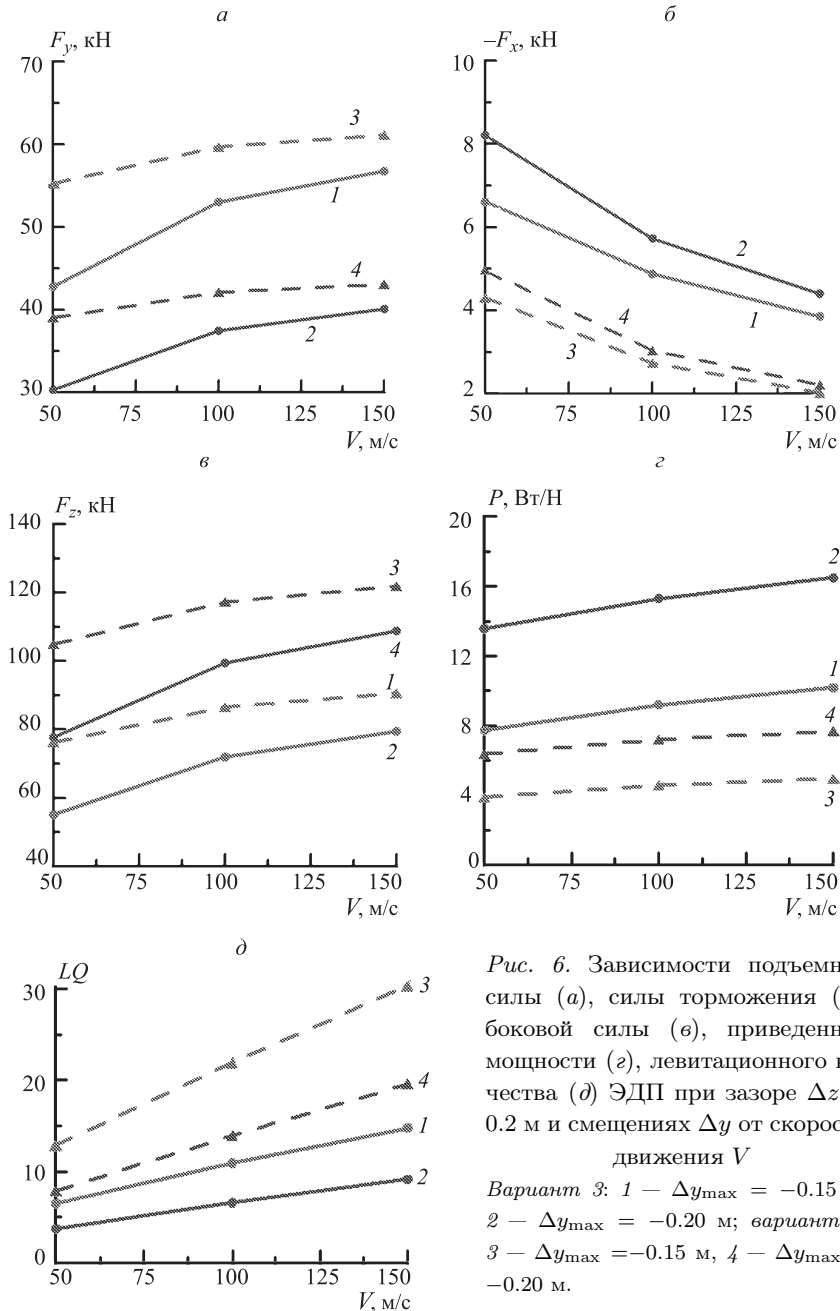 а
F_y, кН
70
60
50
40
30
3
1
4
2
50 75 100 125 150
V, м/с
б
–F_x, кН
10
8
6
4
2
2
1
4
3
50 75 100 125 150
V, м/с
в
F_z, кН
140
120
100
80
60
40
3
4
1
2
50 75 100 125 150
V, м/с
г
P, Вт/Н
20
16
12
8
4
0
2
1
4
3
50 75 100 125 150
V, м/с
д
LQ
30
20
10
0
3
4
1
2
50 75 100 125 150
V, м/с
Рис. 6. Зависимости подъемн
силы (а), силы торможения (
боковой силы (в), приведенн
мощности (г), левитационного к
чества (д) ЭДП при зазоре Δz
0.2 м и смещениях Δy от скорос
движения V
Вариант 3: 1 — Δy_max = −0.15
2 — Δy_max = −0.20 м; вариант
3 — Δy_max =−0.15 м, 4 — Δy_max
−0.20 м.